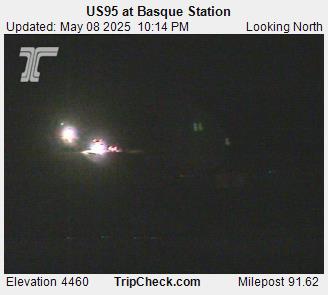 US95 at Basque Station
Updated: May 08 2025 10:14 PM Looking North
Elevation 4460 TripCheck.com Milepost 91.62